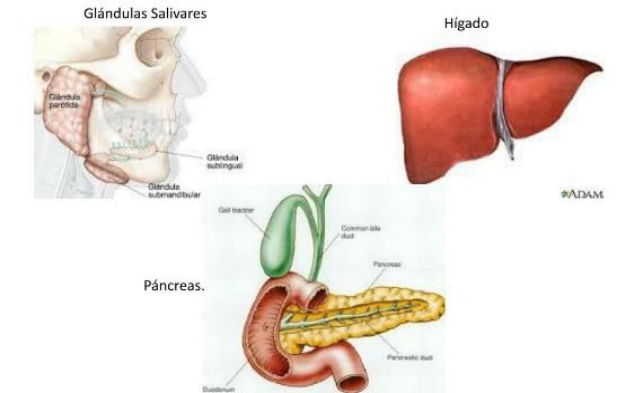 Glándulas Salivares
Hígado
Glándula
parótida
Glándula
sublingual
Glándula
submandibular
✱ADAM
Gall bladder
Common bile
duct
Pancreas
Páncreas.
Pancreatic duct
Duodenum